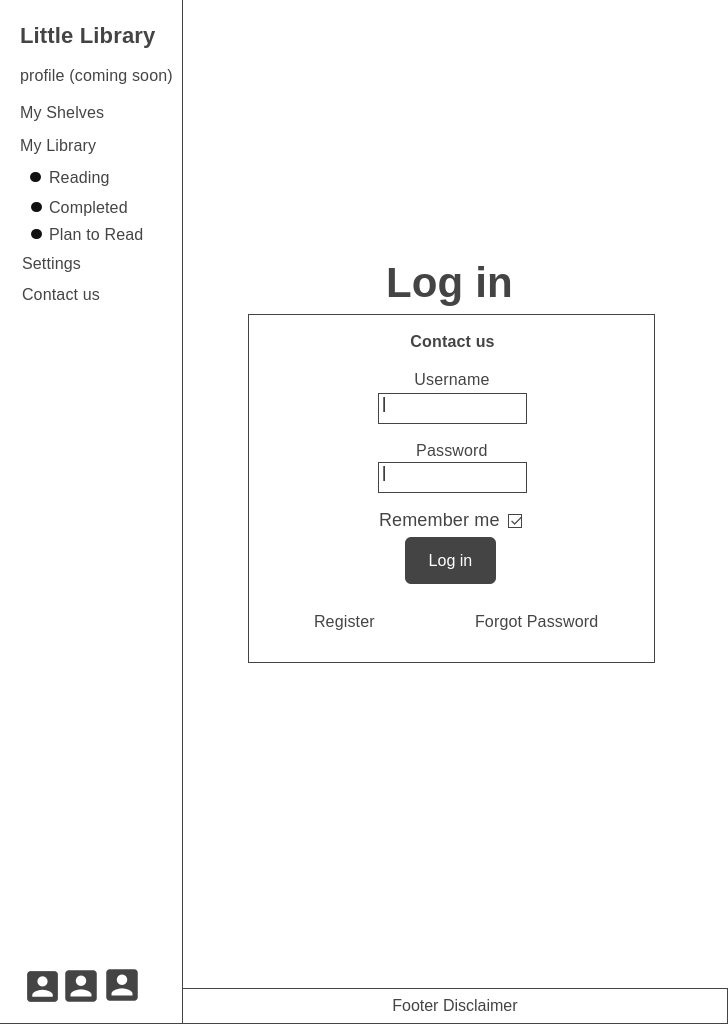 Little Library
profile (coming soon)
My Shelves
My Library
Reading
Completed
Plan to Read
Settings
Contact us
Log in
Contact us
Username
Password
Remember me
Log in
Register Forgot Password
Footer Disclaimer